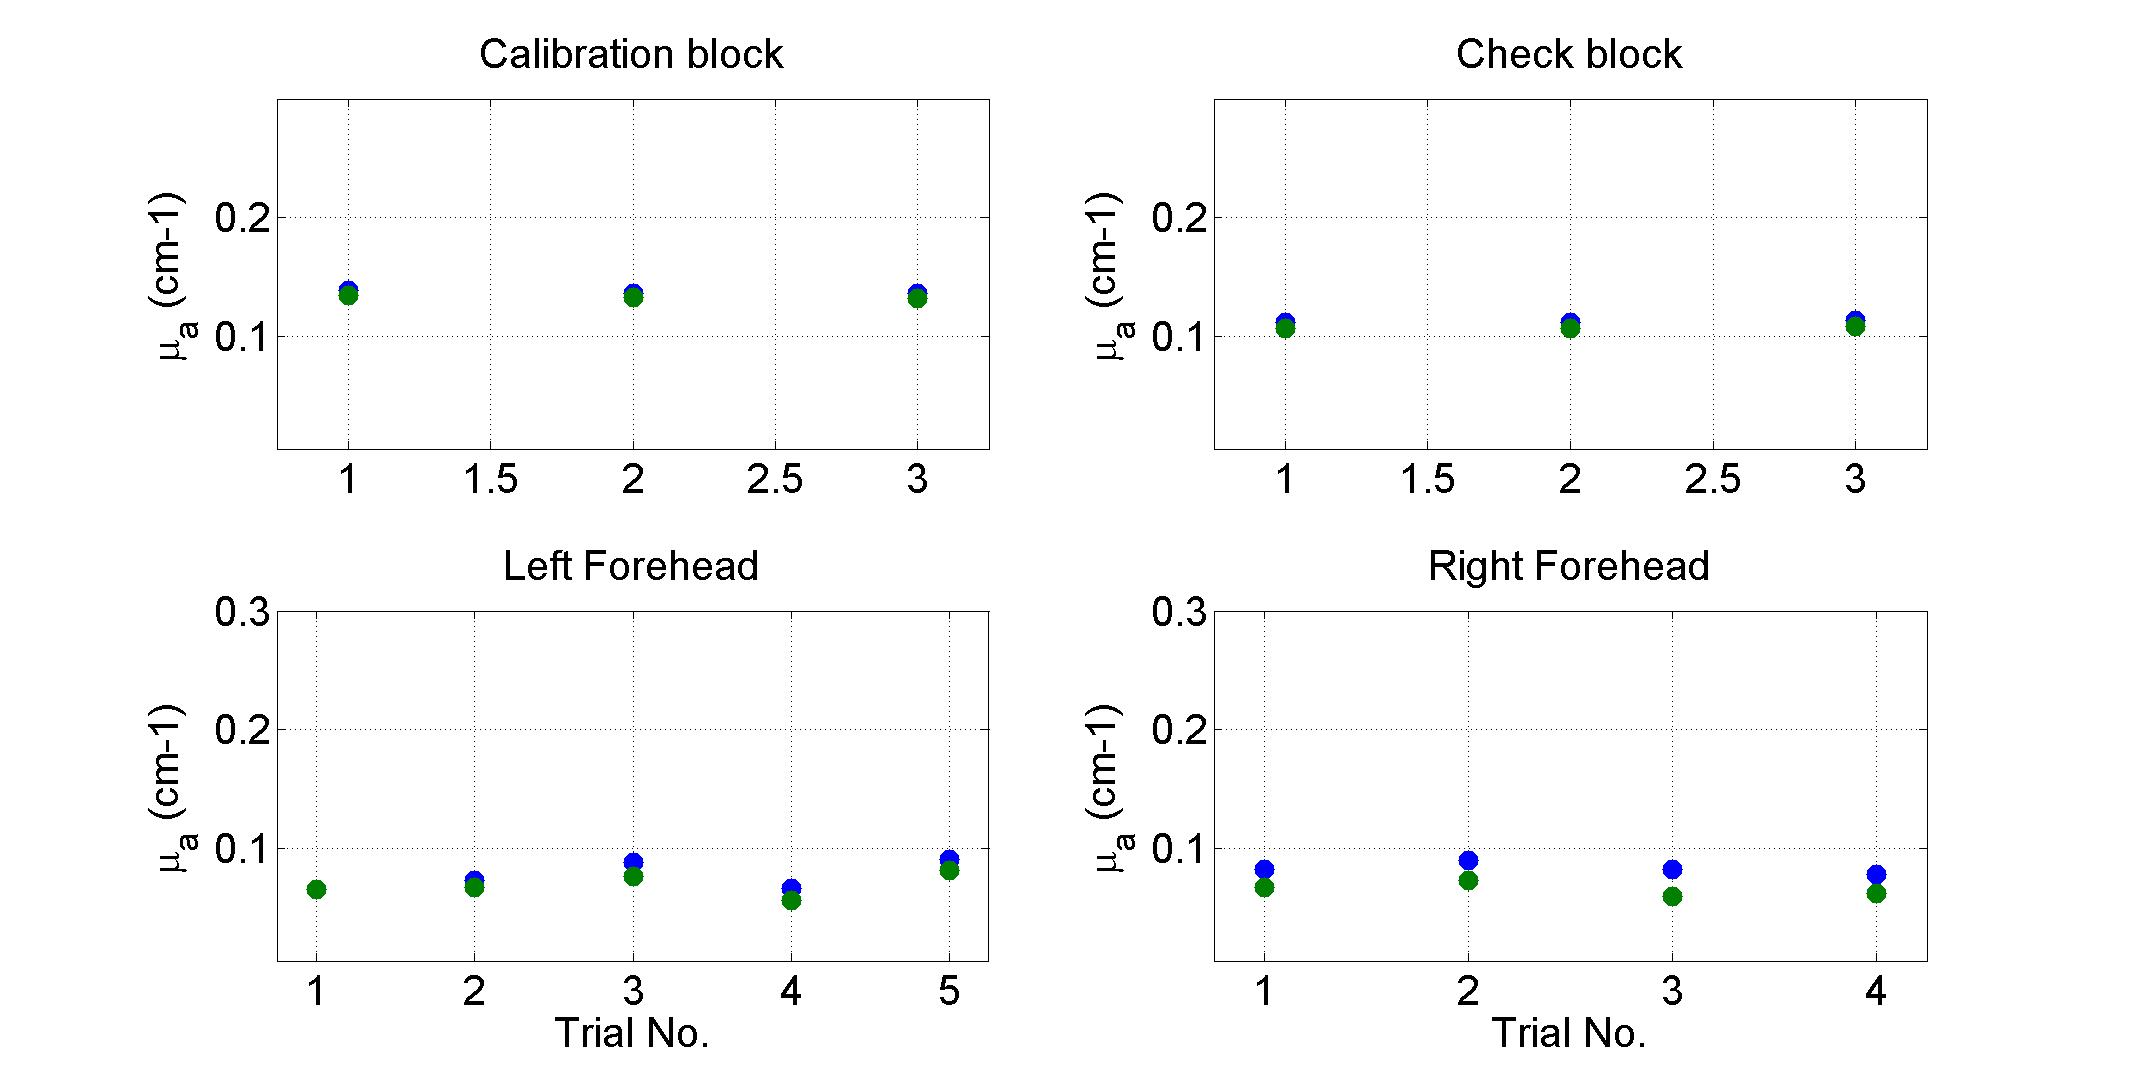 Calibration block
μa (cm-1)
0.2
0.1
1 1.5 2 2.5 3
Check block
μa (cm-1)
0.2
0.1
1 1.5 2 2.5 3
Left Forehead
μa (cm-1)
0.3
0.2
0.1
1 2 3 4 5
Trial No.
Right Forehead
μa (cm-1)
0.3
0.2
0.1
1 2 3 4
Trial No.